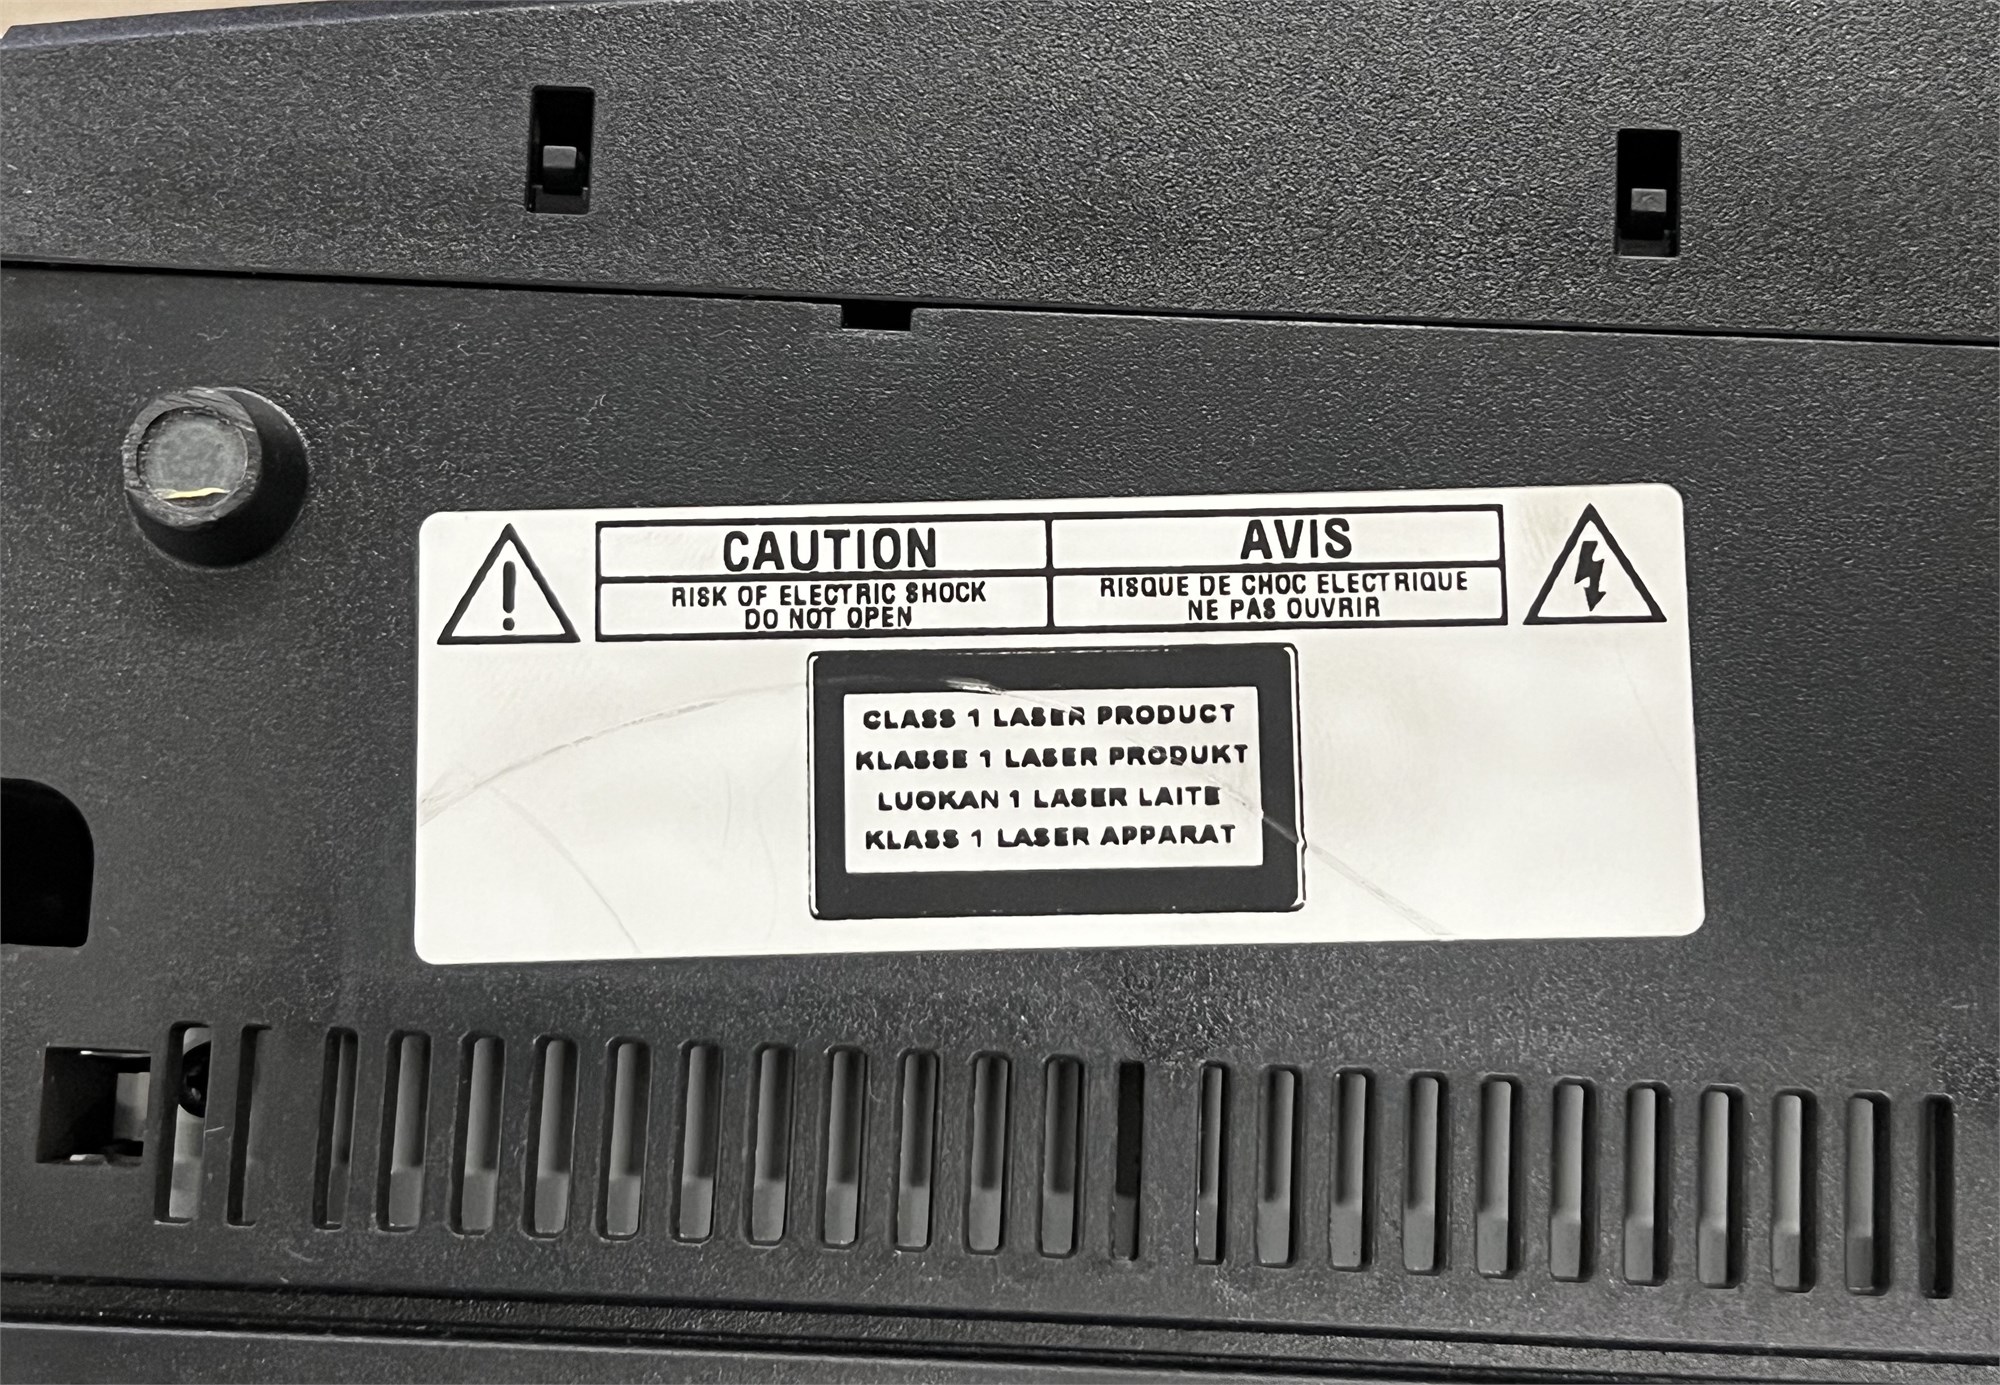 CAUTION
RISK OF ELECTRIC SHOCK
DO NOT OPEN
AVIS
RISQUE DE CHOC ELECTRIQUE
NE PAS OUVRIR
CLASS 1 LASER PRODUCT
KLASSE 1 LASER PRODUKT
LUOKAN 1 LASER LAITE
KLASS 1 LASER APPARAT